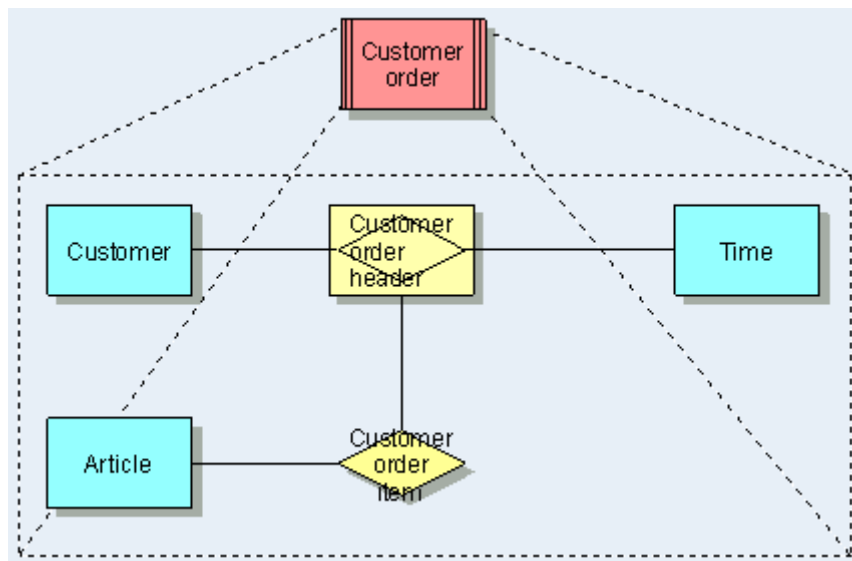 Customer
order
Customer
Customer
order
header
Time
Article
Customer
order
item